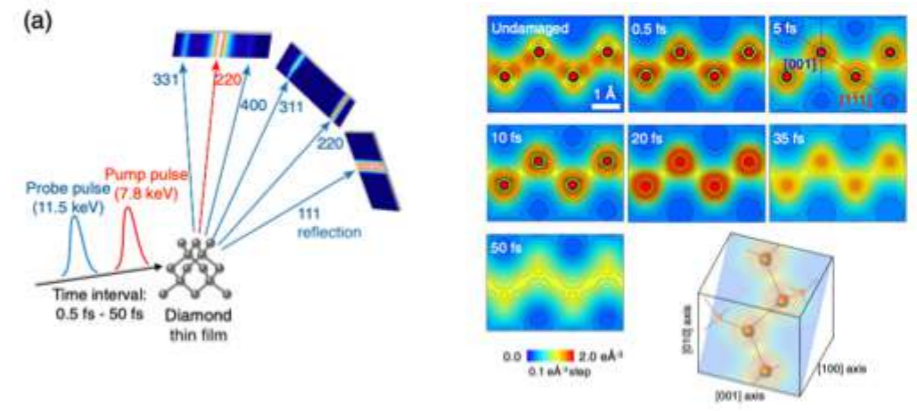 (a)
331
220
400
311
220
111
reflection
Pump pulse
(7.8 keV)
Probe pulse
(11.5 keV)
Time interval:
0.5 fs - 50 fs
Diamond
thin film
Undamaged
0.5 fs
5 fs
1 Å
[001]
10 fs
20 fs
35 fs
50 fs
0.0
2.0 eÅ⁻³
0.1 eÅ⁻³ step
[010] axis
[001] axis
[100] axis